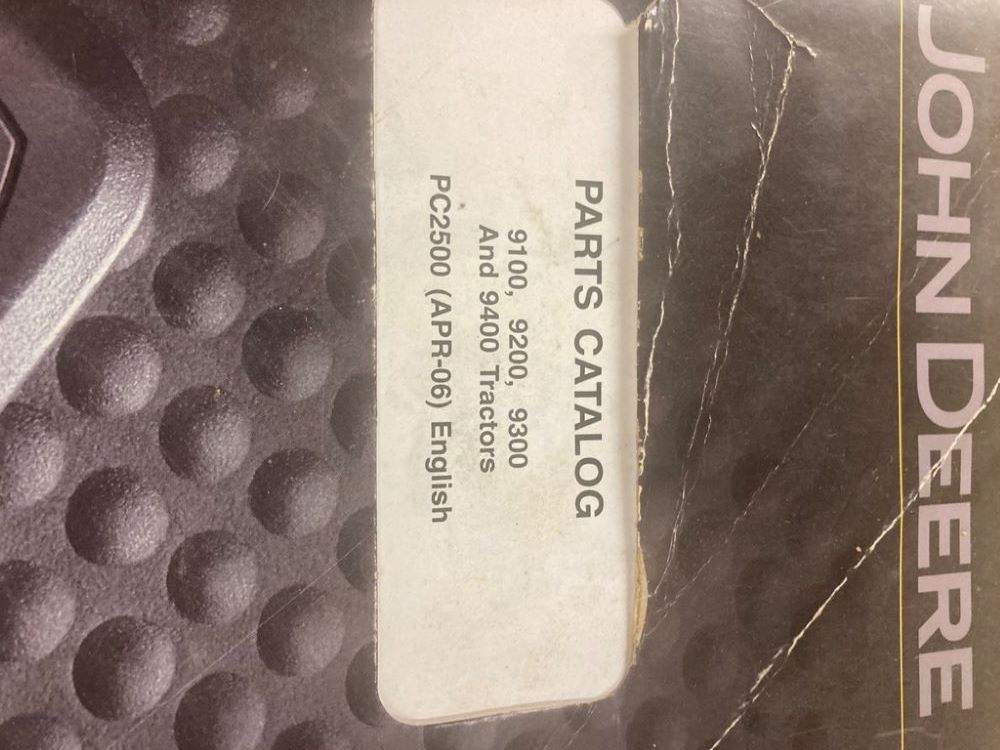 JOHN DEERE
PARTS CATALOG
9100, 9200, 9300
And 9400 Tractors
PC2500 (APR-06) English